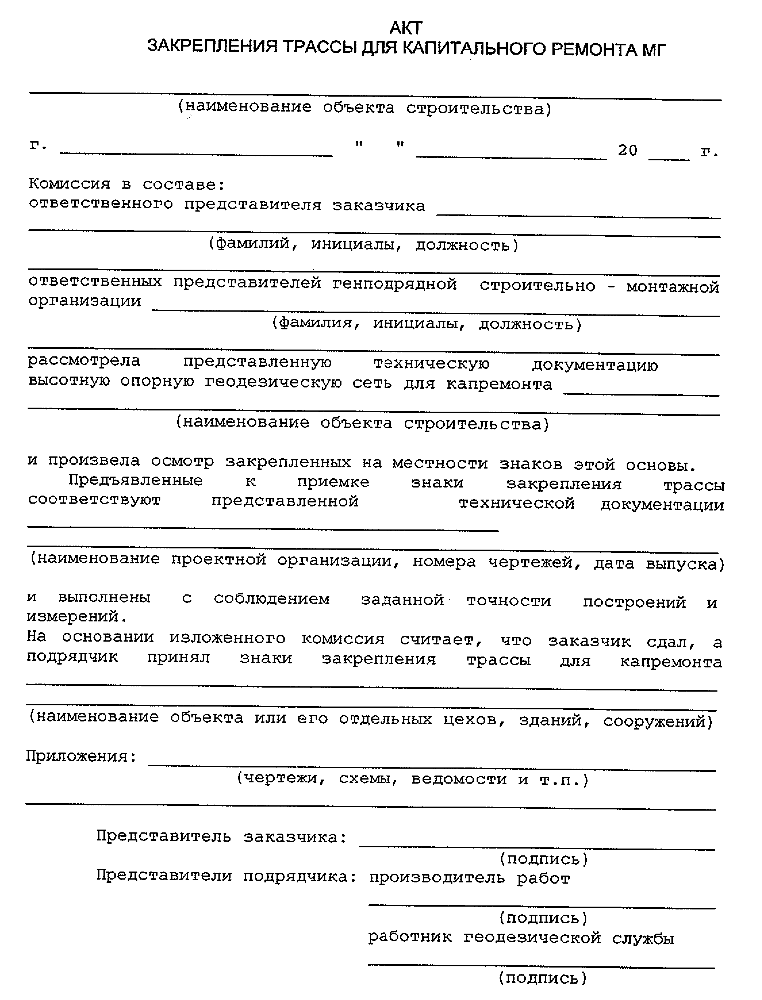 АКТ
ЗАКРЕПЛЕНИЯ ТРАССЫ ДЛЯ КАПИТАЛЬНОГО РЕМОНТА МГ
(наименование объекта строительства)
г. " " 20 г.
Комиссия в составе:
ответственного представителя заказчика
(фамилий, инициалы, должность)
ответственных представителей генподрядной строительно - монтажной
организации
(фамилия, инициалы, должность)
рассмотрела представленную техническую документацию
высотную опорную геодезическую сеть для капремонта
(наименование объекта строительства)
и произвела осмотр закрепленных на местности знаков этой основы.
Предъявленные к приемке знаки закрепления трассы
соответствуют представленной технической документации
(наименование проектной организации, номера чертежей, дата выпуска)
и выполнены с соблюдением заданной точности построений и
измерений.
На основании изложенного комиссия считает, что заказчик сдал, а
подрядчик принял знаки закрепления трассы для капремонта
(наименование объекта или его отдельных цехов, зданий, сооружений)
Приложения:
(чертежи, схемы, ведомости и т.п.)
Представитель заказчика:
(подпись)
Представители подрядчика: производитель работ
(подпись)
работник геодезической службы
(подпись)